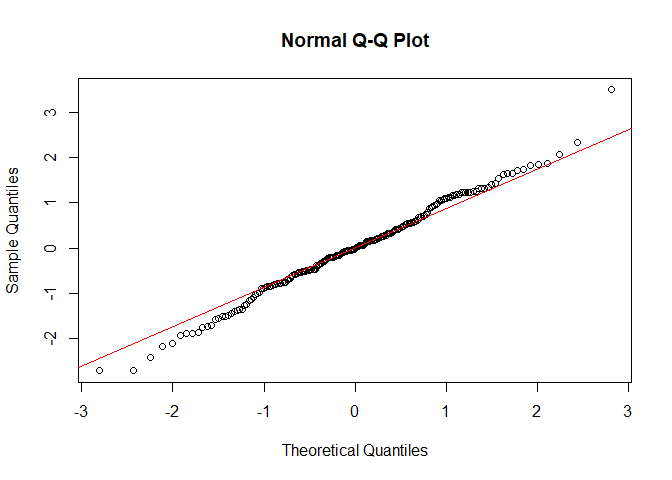 Normal Q-Q Plot
3
2
1
0
-1
-2
Sample Quantiles
-3 -2 -1 0 1 2 3
Theoretical Quantiles